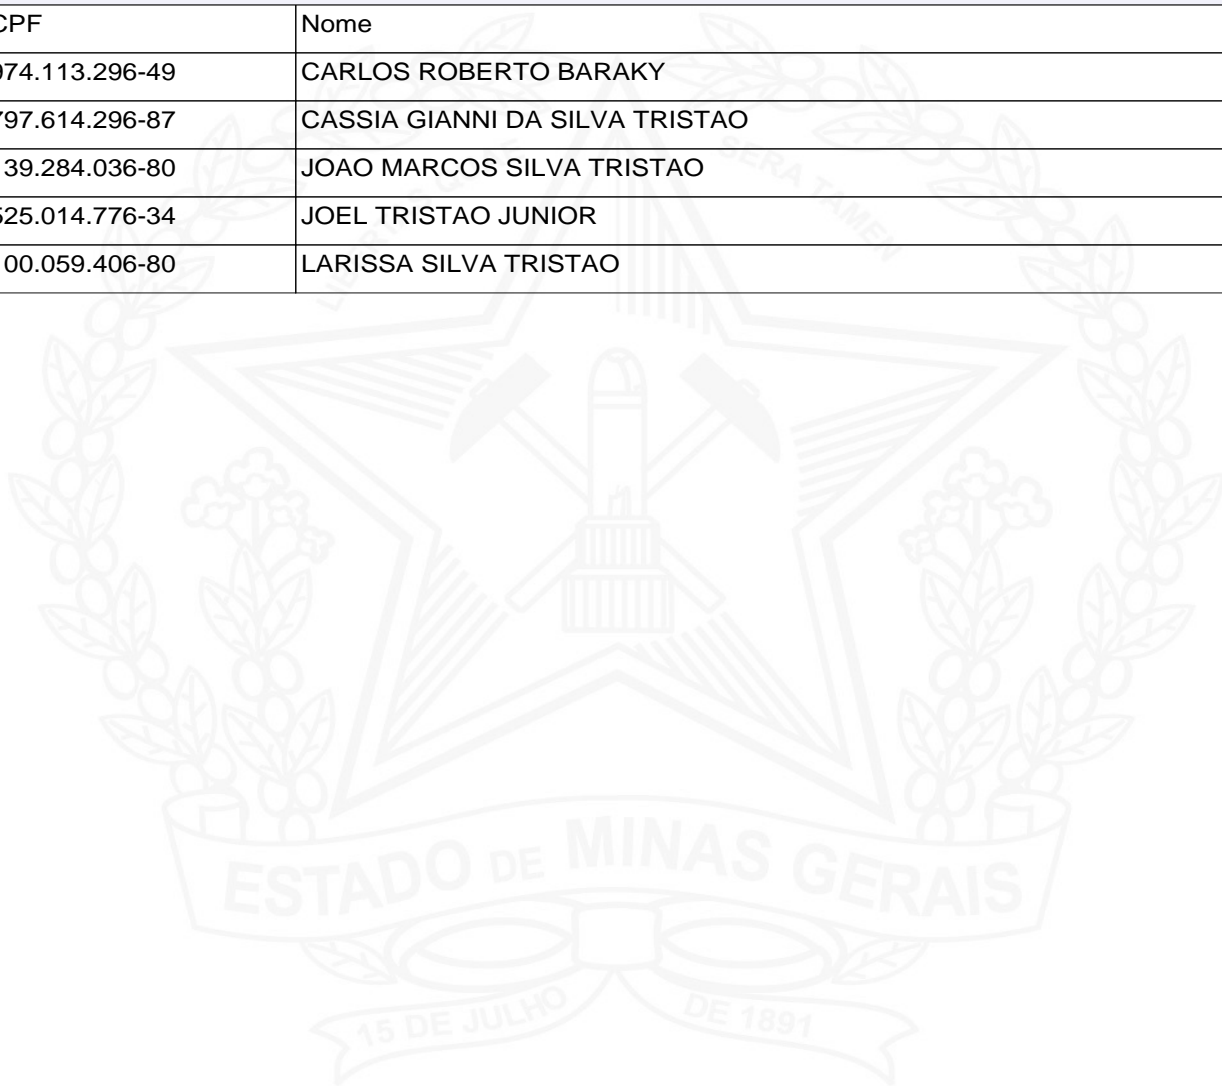 CPF Nome
974.113.296-49 CARLOS ROBERTO BARAKY
797.614.296-87 CASSIA GIANNI DA SILVA TRISTAO
39.284.036-80 JOAO MARCOS SILVA TRISTAO
525.014.776-34 JOEL TRISTAO JUNIOR
00.059.406-80 LARISSA SILVA TRISTAO
SERA TAMEN
ESTADO DE MINAS GERAIS
15 DE JULHO DE 1891